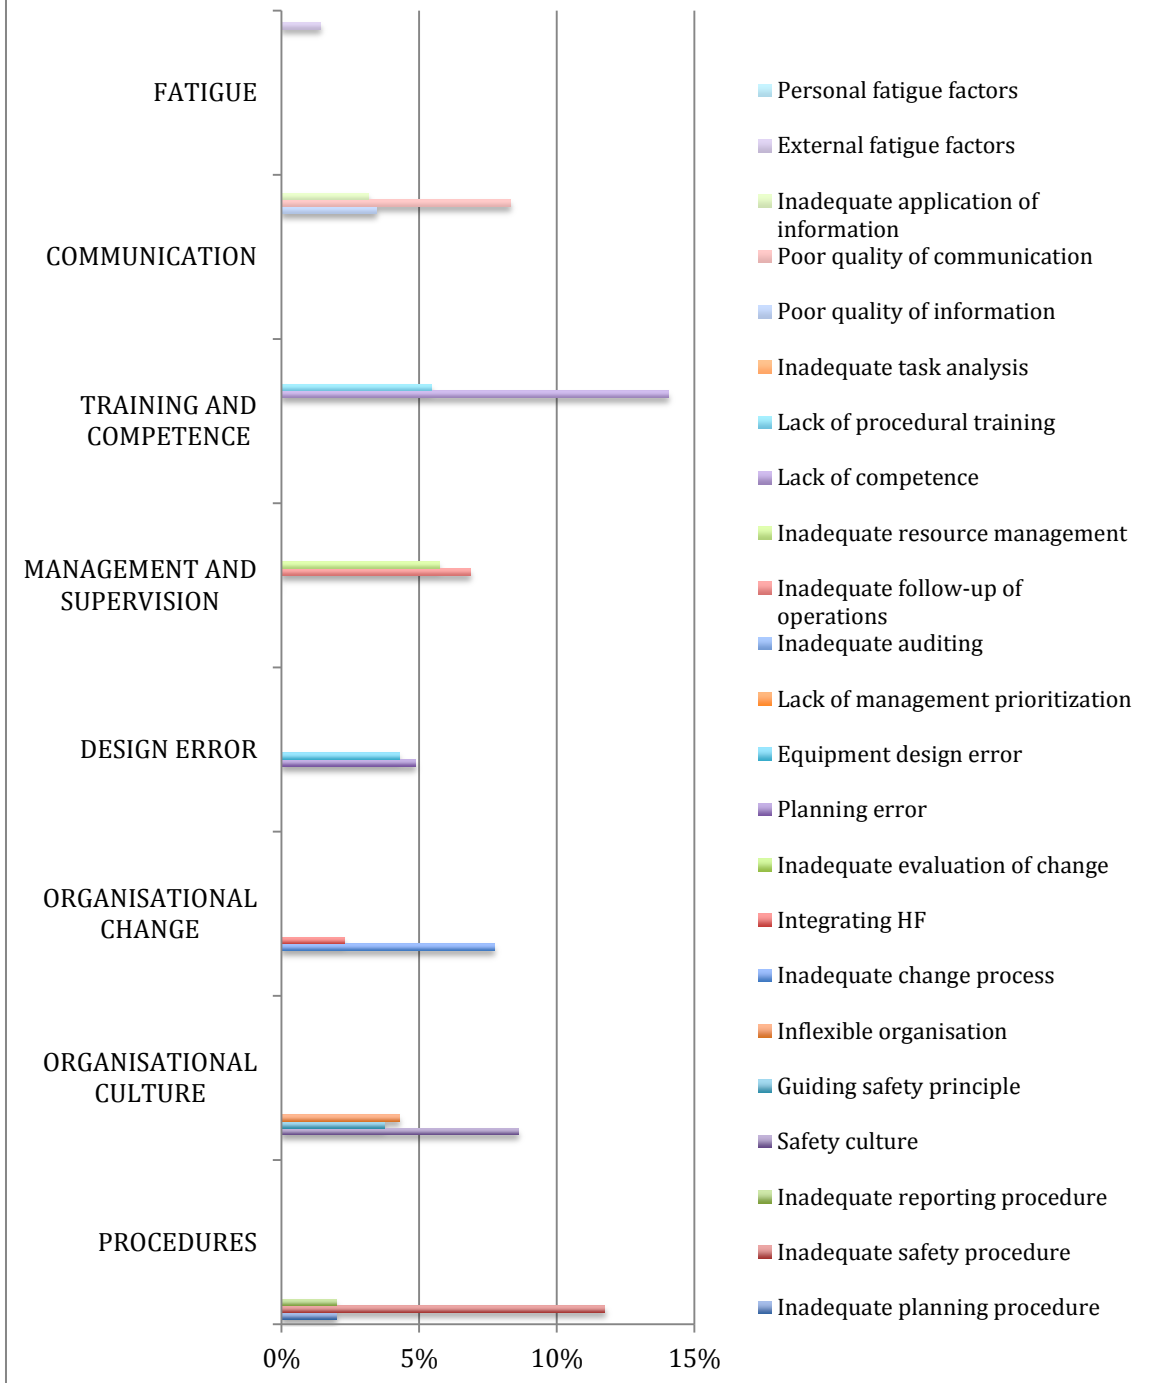 FATIGUE
COMMUNICATION
TRAINING AND
COMPETENCE
MANAGEMENT AND
SUPERVISION
DESIGN ERROR
ORGANISATIONAL
CHANGE
ORGANISATIONAL
CULTURE
PROCEDURES
0%
5%
10%
15%
Personal fatigue factors
External fatigue factors
Inadequate application of
information
Poor quality of communication
Poor quality of information
Inadequate task analysis
Lack of procedural training
Lack of competence
Inadequate resource management
Inadequate follow-up of
operations
Inadequate auditing
Lack of management prioritization
Equipment design error
Planning error
Inadequate evaluation of change
Integrating HF
Inadequate change process
Inflexible organisation
Guiding safety principle
Safety culture
Inadequate reporting procedure
Inadequate safety procedure
Inadequate planning procedure